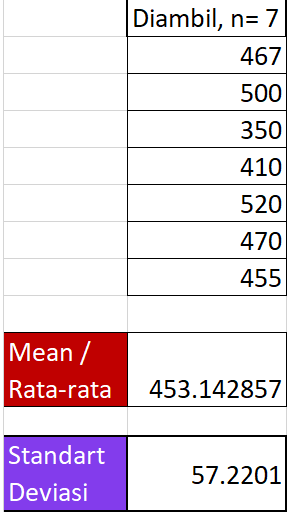 Diambil, n= 7
467
500
350
410
520
470
455
Mean /
Rata-rata
453.142857
Standart
Deviasi
57.2201